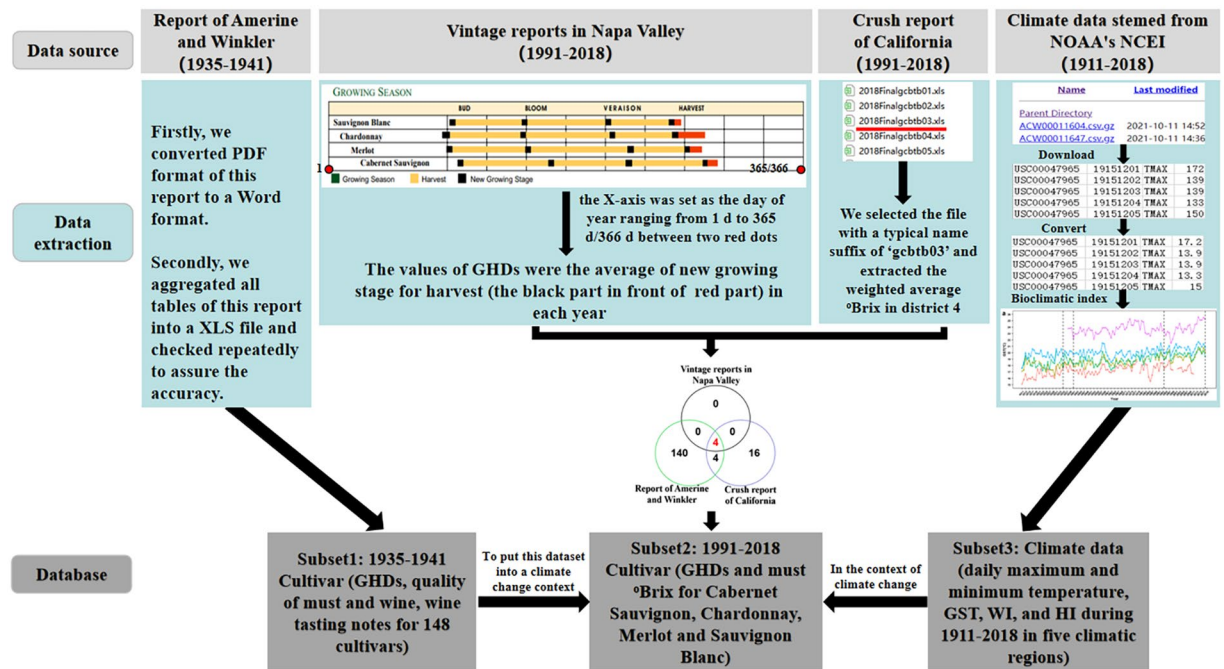 Data source
Report of Amerine
and Winkler
(1935-1941)
Vintage reports in Napa Valley
(1991-2018)
Crush report
of California
(1991-2018)
Climate data stemed from
NOAA's NCEI
(1911-2018)
Data
extraction
Firstly, we
converted PDF
format of this
report to a Word
format.
Secondly, we
aggregated all
tables of this report
into a XLS file and
checked repeatedly
to assure the
accuracy.
GROWING SEASON
BUD BLOOM VERAISON HARVEST
Sauvignon Blanc
Chardonnay
Merlot
Cabernet Sauvignon
1 365/366
Growing Season Harvest New Growing Stage
the X-axis was set as the day of
year ranging from 1 d to 365
d/366 d between two red dots
The values of GHDs were the average of new growing
stage for harvest (the black part in front of red part) in
each year
2018Finalgcbtb01.xls
2018Finalgcbtb02.xls
2018Finalgcbtb03.xls
2018Finalgcbtb04.xls
2018Finalgcbtb05.xls
We selected the file
with a typical name
suffix of ‘gcbtb03’ and
extracted the
weighted average
ºBrix in district 4
Name Last modified
Parent Directory
ACW00011604.csv.gz 2021-10-11 14:52
ACW00011647.csv.gz 2021-10-11 14:36
Download
USC00047965 19151201 TMAX 172
USC00047965 19151202 TMAX 139
USC00047965 19151203 TMAX 139
USC00047965 19151204 TMAX 133
USC00047965 19151205 TMAX 150
Convert
USC00047965 19151201 TMAX 17.2
USC00047965 19151202 TMAX 13.9
USC00047965 19151203 TMAX 13.9
USC00047965 19151204 TMAX 13.3
USC00047965 19151205 TMAX 15
Bioclimatic index
Vintage reports in
Napa Valley
0
0 0
4
140 4 16
Report of Amerine
and Winkler
Crush report
of California
Database
Subset1: 1935-1941
Cultivar (GHDs, quality
of must and wine, wine
tasting notes for 148
cultivars)
To put this dataset
into a climate
change context
Subset2: 1991-2018
Cultivar (GHDs and must
ºBrix for Cabernet
Sauvignon, Chardonnay,
Merlot and Sauvignon
Blanc)
In the context of
climate change
Subset3: Climate data
(daily maximum and
minimum temperature,
GST, WI, and HI during
1911-2018 in five climatic
regions)